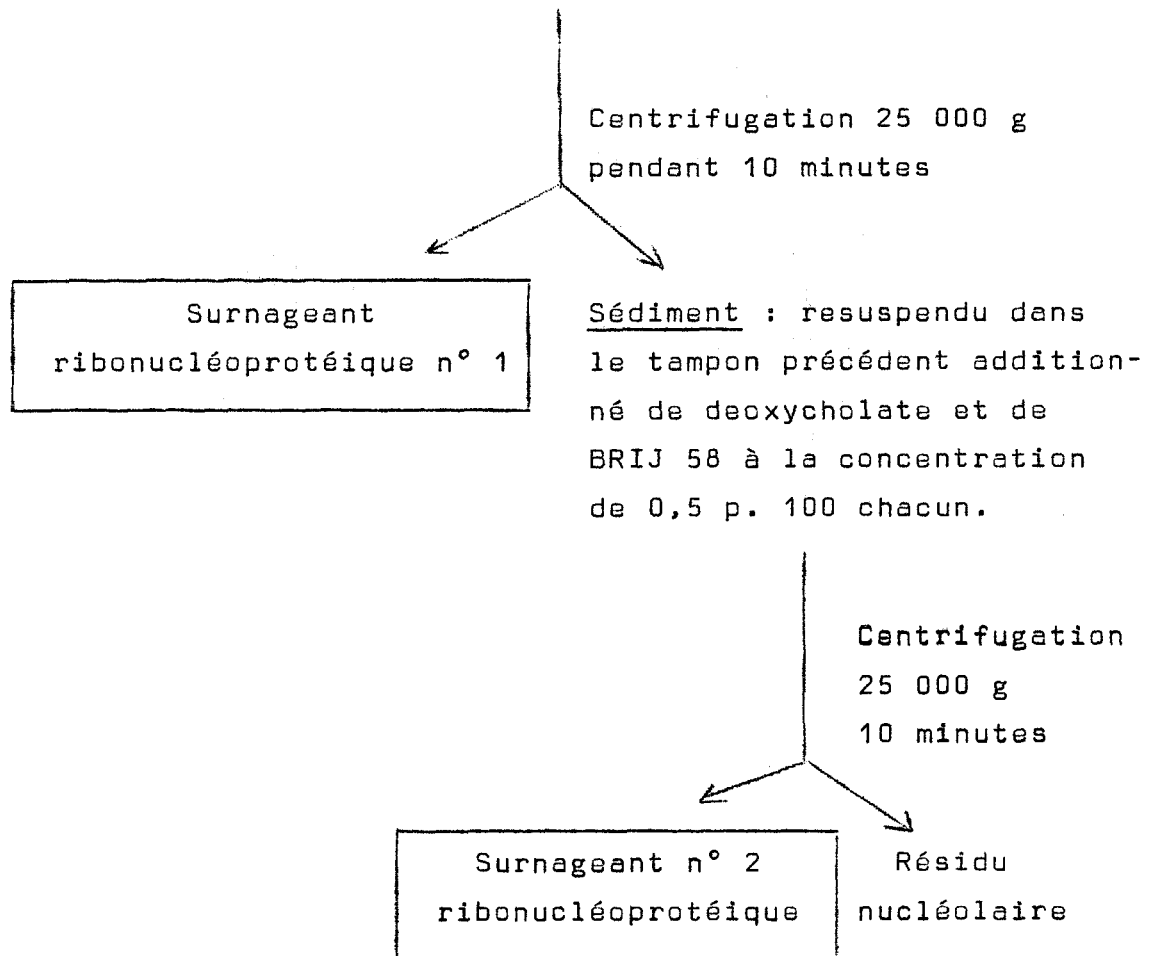 Centrifugation 25 000 g
pendant 10 minutes
Surnageant
ribonucléoprotéique n° 1
Sédiment : resuspendu dans
le tampon précédent addition-
né de deoxycholate et de
BRIJ 58 à la concentration
de 0,5 p. 100 chacun.
Centrifugation
25 000 g
10 minutes
Surnageant n° 2
ribonucléoprotéique
Résidu
nucléolaire